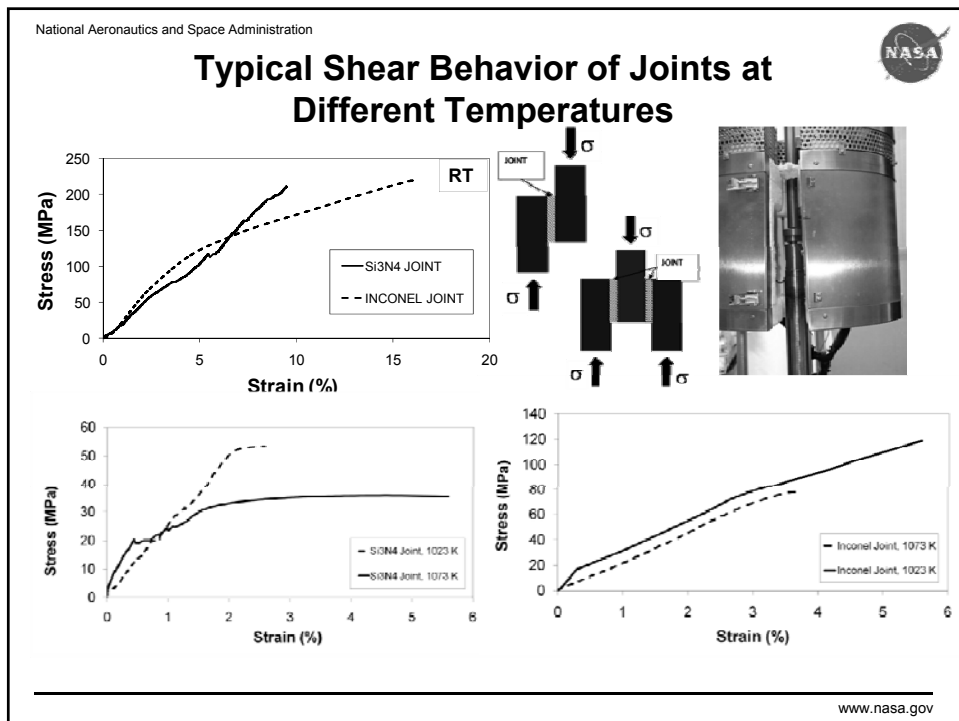 National Aeronautics and Space Administration
NASA
Typical Shear Behavior of Joints at
Different Temperatures
250
200
150
100
50
0
Stress (MPa)
RT
Si3N4 JOINT
INCONEL JOINT
0 5 10 15 20
Strain (%)
JOINT
σ
σ
σ
JOINT
σ
σ
60
50
40
30
20
10
0
Stress (MPa)
Si3N4 Joint, 1023 K
Si3N4 Joint, 1073 K
0 1 2 3 4 5 6
Strain (%)
140
120
100
80
60
40
20
0
Stress (MPa)
Inconel Joint, 1073 K
Inconel Joint, 1023 K
0 1 2 3 4 5 6
Strain (%)
www.nasa.gov